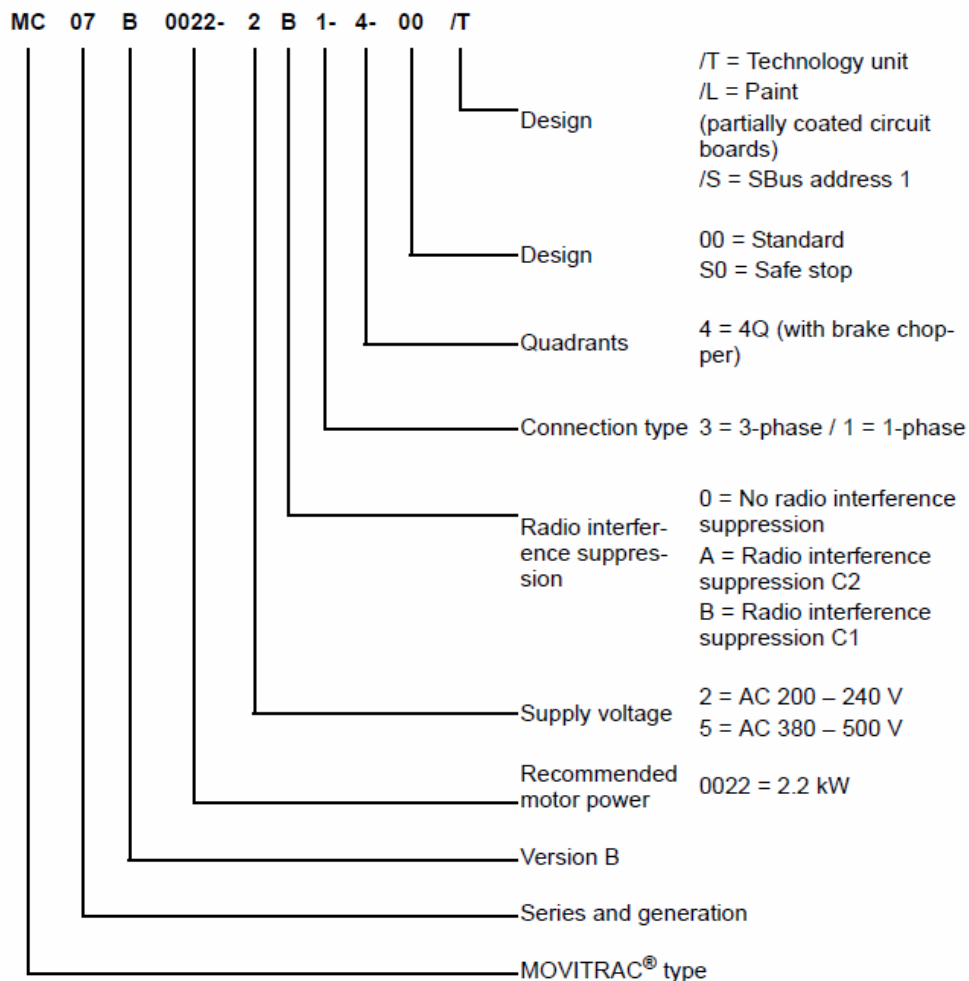 MC 07 B 0022- 2 B 1- 4- 00 /T
Design
/T = Technology unit
/L = Paint
(partially coated circuit
boards)
/S = SBus address 1
Design
00 = Standard
S0 = Safe stop
Quadrants
4 = 4Q (with brake chop-
per)
Connection type
3 = 3-phase / 1 = 1-phase
Radio interfer-
ence suppres-
sion
0 = No radio interference
suppression
A = Radio interference
suppression C2
B = Radio interference
suppression C1
Supply voltage
2 = AC 200 – 240 V
5 = AC 380 – 500 V
Recommended
motor power
0022 = 2.2 kW
Version B
Series and generation
MOVITRAC® type